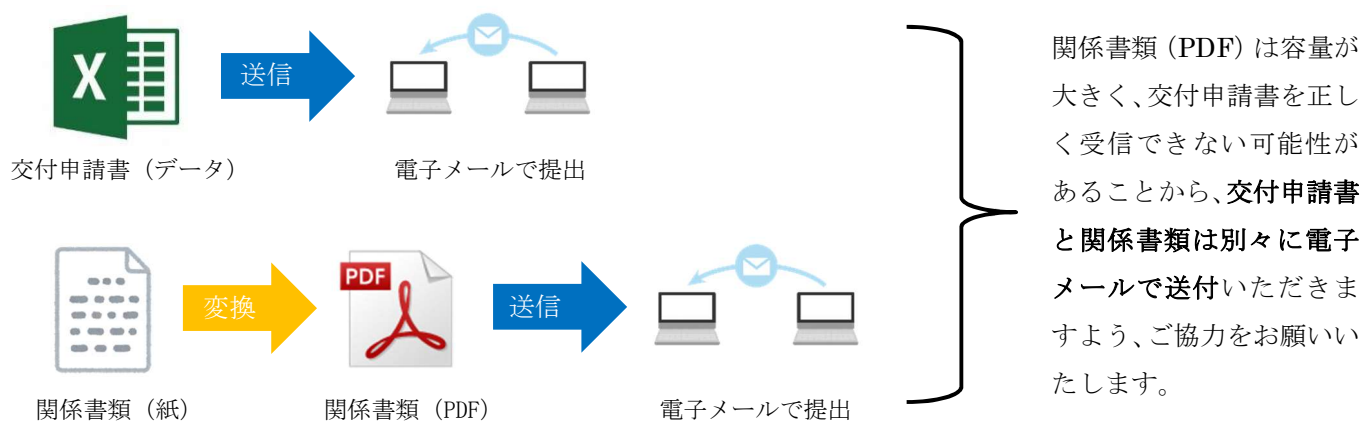 X
送信
交付申請書（データ）
電子メールで提出
PDF
変換
送信
関係書類（紙）
関係書類（PDF）
電子メールで提出
関係書類（PDF）は容量が
大きく、交付申請書を正し
く受信できない可能性が
あることから、交付申請書
と関係書類は別々に電子
メールで送付いただきま
すよう、ご協力をお願いい
たします。